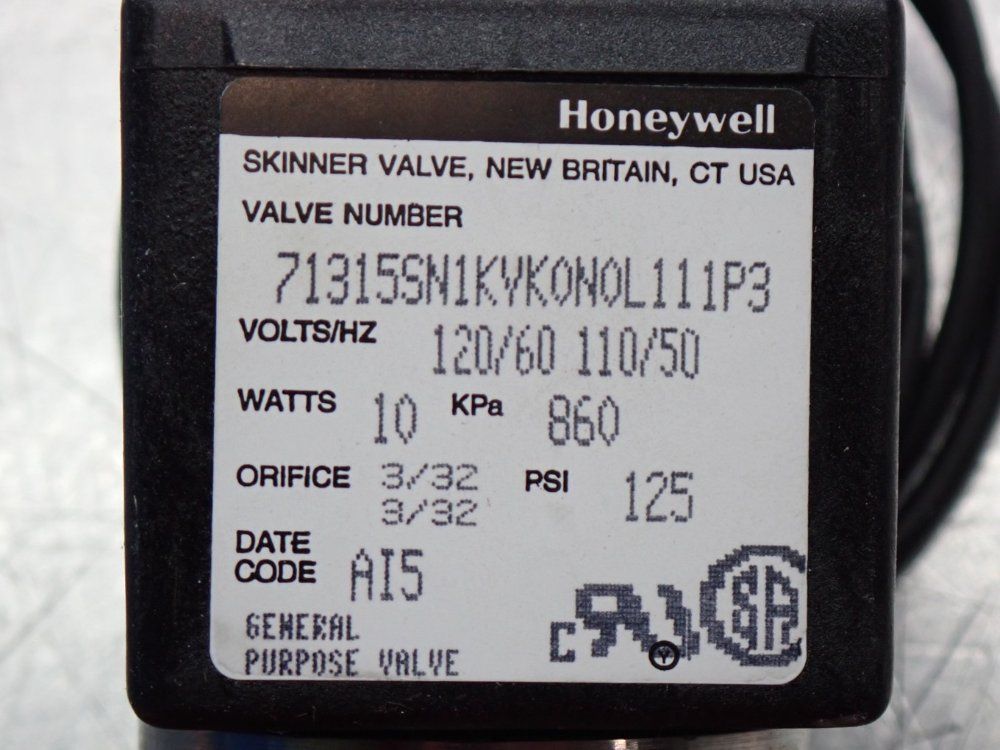 Honeywell
SKINNER VALVE, NEW BRITAIN, CT USA
VALVE NUMBER
71315SN1KVK0N0L111P3
VOLTS/HZ 120/60 110/50
WATTS 10 KPa 860
ORIFICE 3/32 PSI 125
3/32
DATE
CODE AI5
GENERAL
PURPOSE VALVE